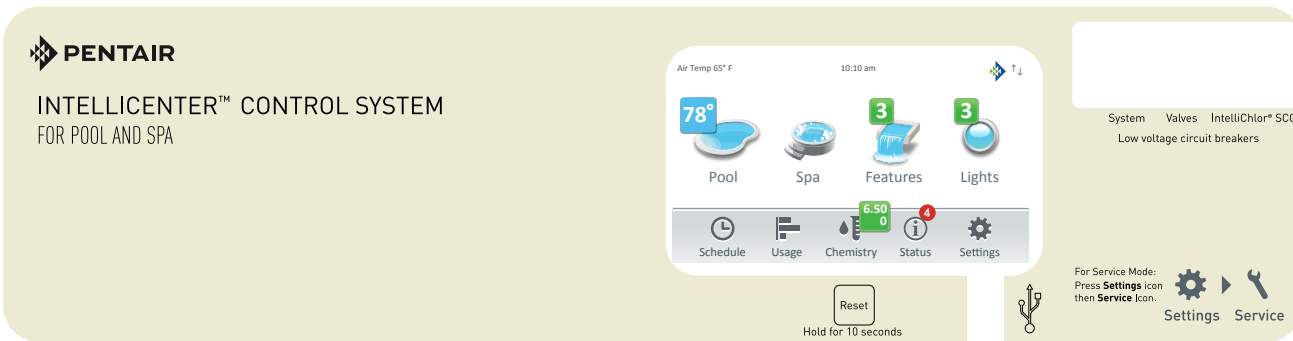 PENTAIR
INTELLICENTER™ CONTROL SYSTEM
FOR POOL AND SPA
Air Temp 65° F 10:10 am
78° 3 3
Pool Spa Features Lights
6.50
0
4
Schedule Usage Chemistry Status Settings
Reset
Hold for 10 seconds
System Valves IntelliChlor® SCG
Low voltage circuit breakers
For Service Mode:
Press Settings icon
then Service Icon.
Settings Service